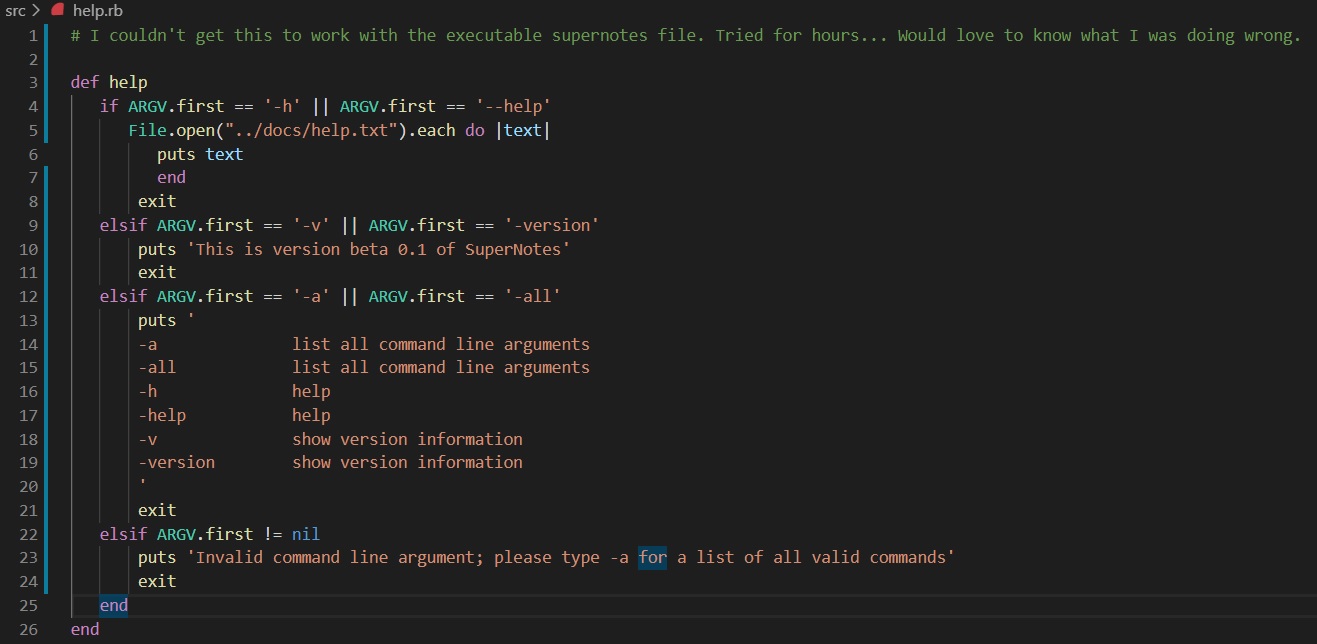 src > help.rb
1 # I couldn't get this to work with the executable supernotes file. Tried for hours... Would love to know what I was doing wrong.
2
3 def help
4 if ARGV.first == '-h' || ARGV.first == '--help'
5 File.open("../docs/help.txt").each do |text|
6 puts text
7 end
8 exit
9 elsif ARGV.first == '-v' || ARGV.first == '-version'
10 puts 'This is version beta 0.1 of SuperNotes'
11 exit
12 elsif ARGV.first == '-a' || ARGV.first == '-all'
13 puts '
14 -a list all command line arguments
15 -all list all command line arguments
16 -h help
17 -help help
18 -v show version information
19 -version show version information
20 '
21 exit
22 elsif ARGV.first != nil
23 puts 'Invalid command line argument; please type -a for a list of all valid commands'
24 exit
25 end
26 end